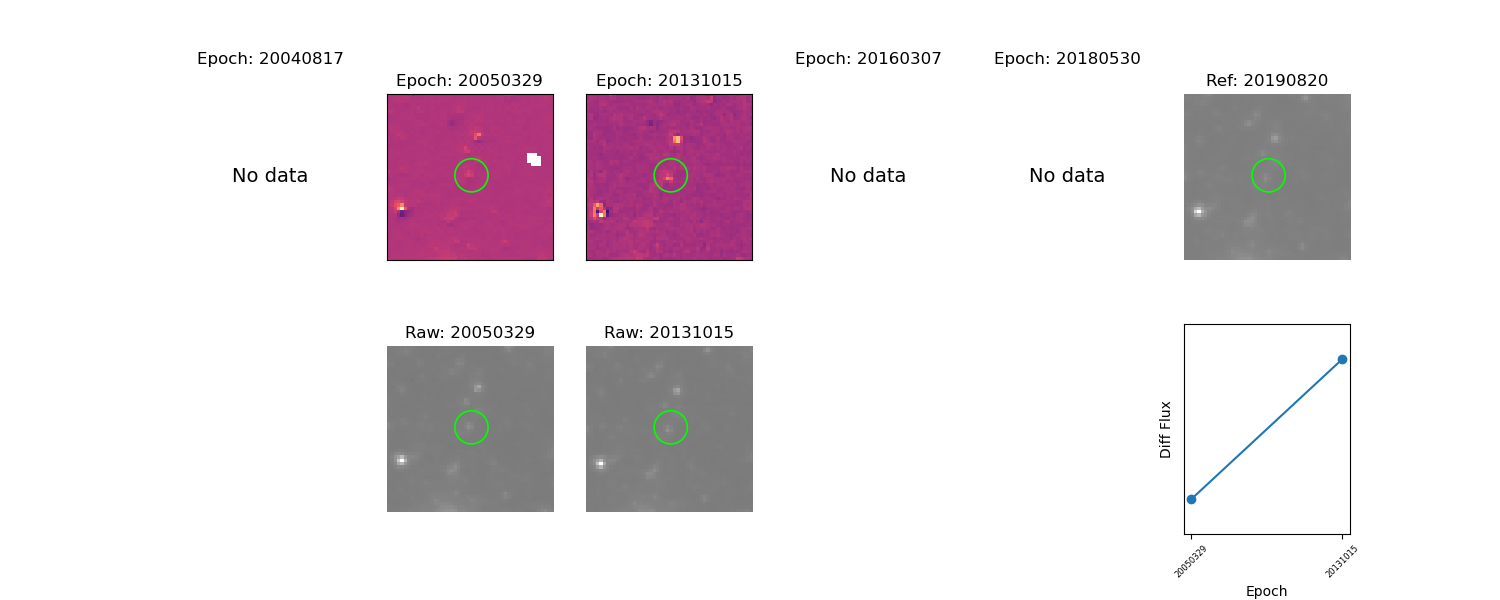 Epoch: 20040817
Epoch: 20050329
Epoch: 20131015
Epoch: 20160307
Epoch: 20180530
Ref: 20190820
No data
No data
No data
Raw: 20050329
Raw: 20131015
Diff Flux
20050329
20131015
Epoch